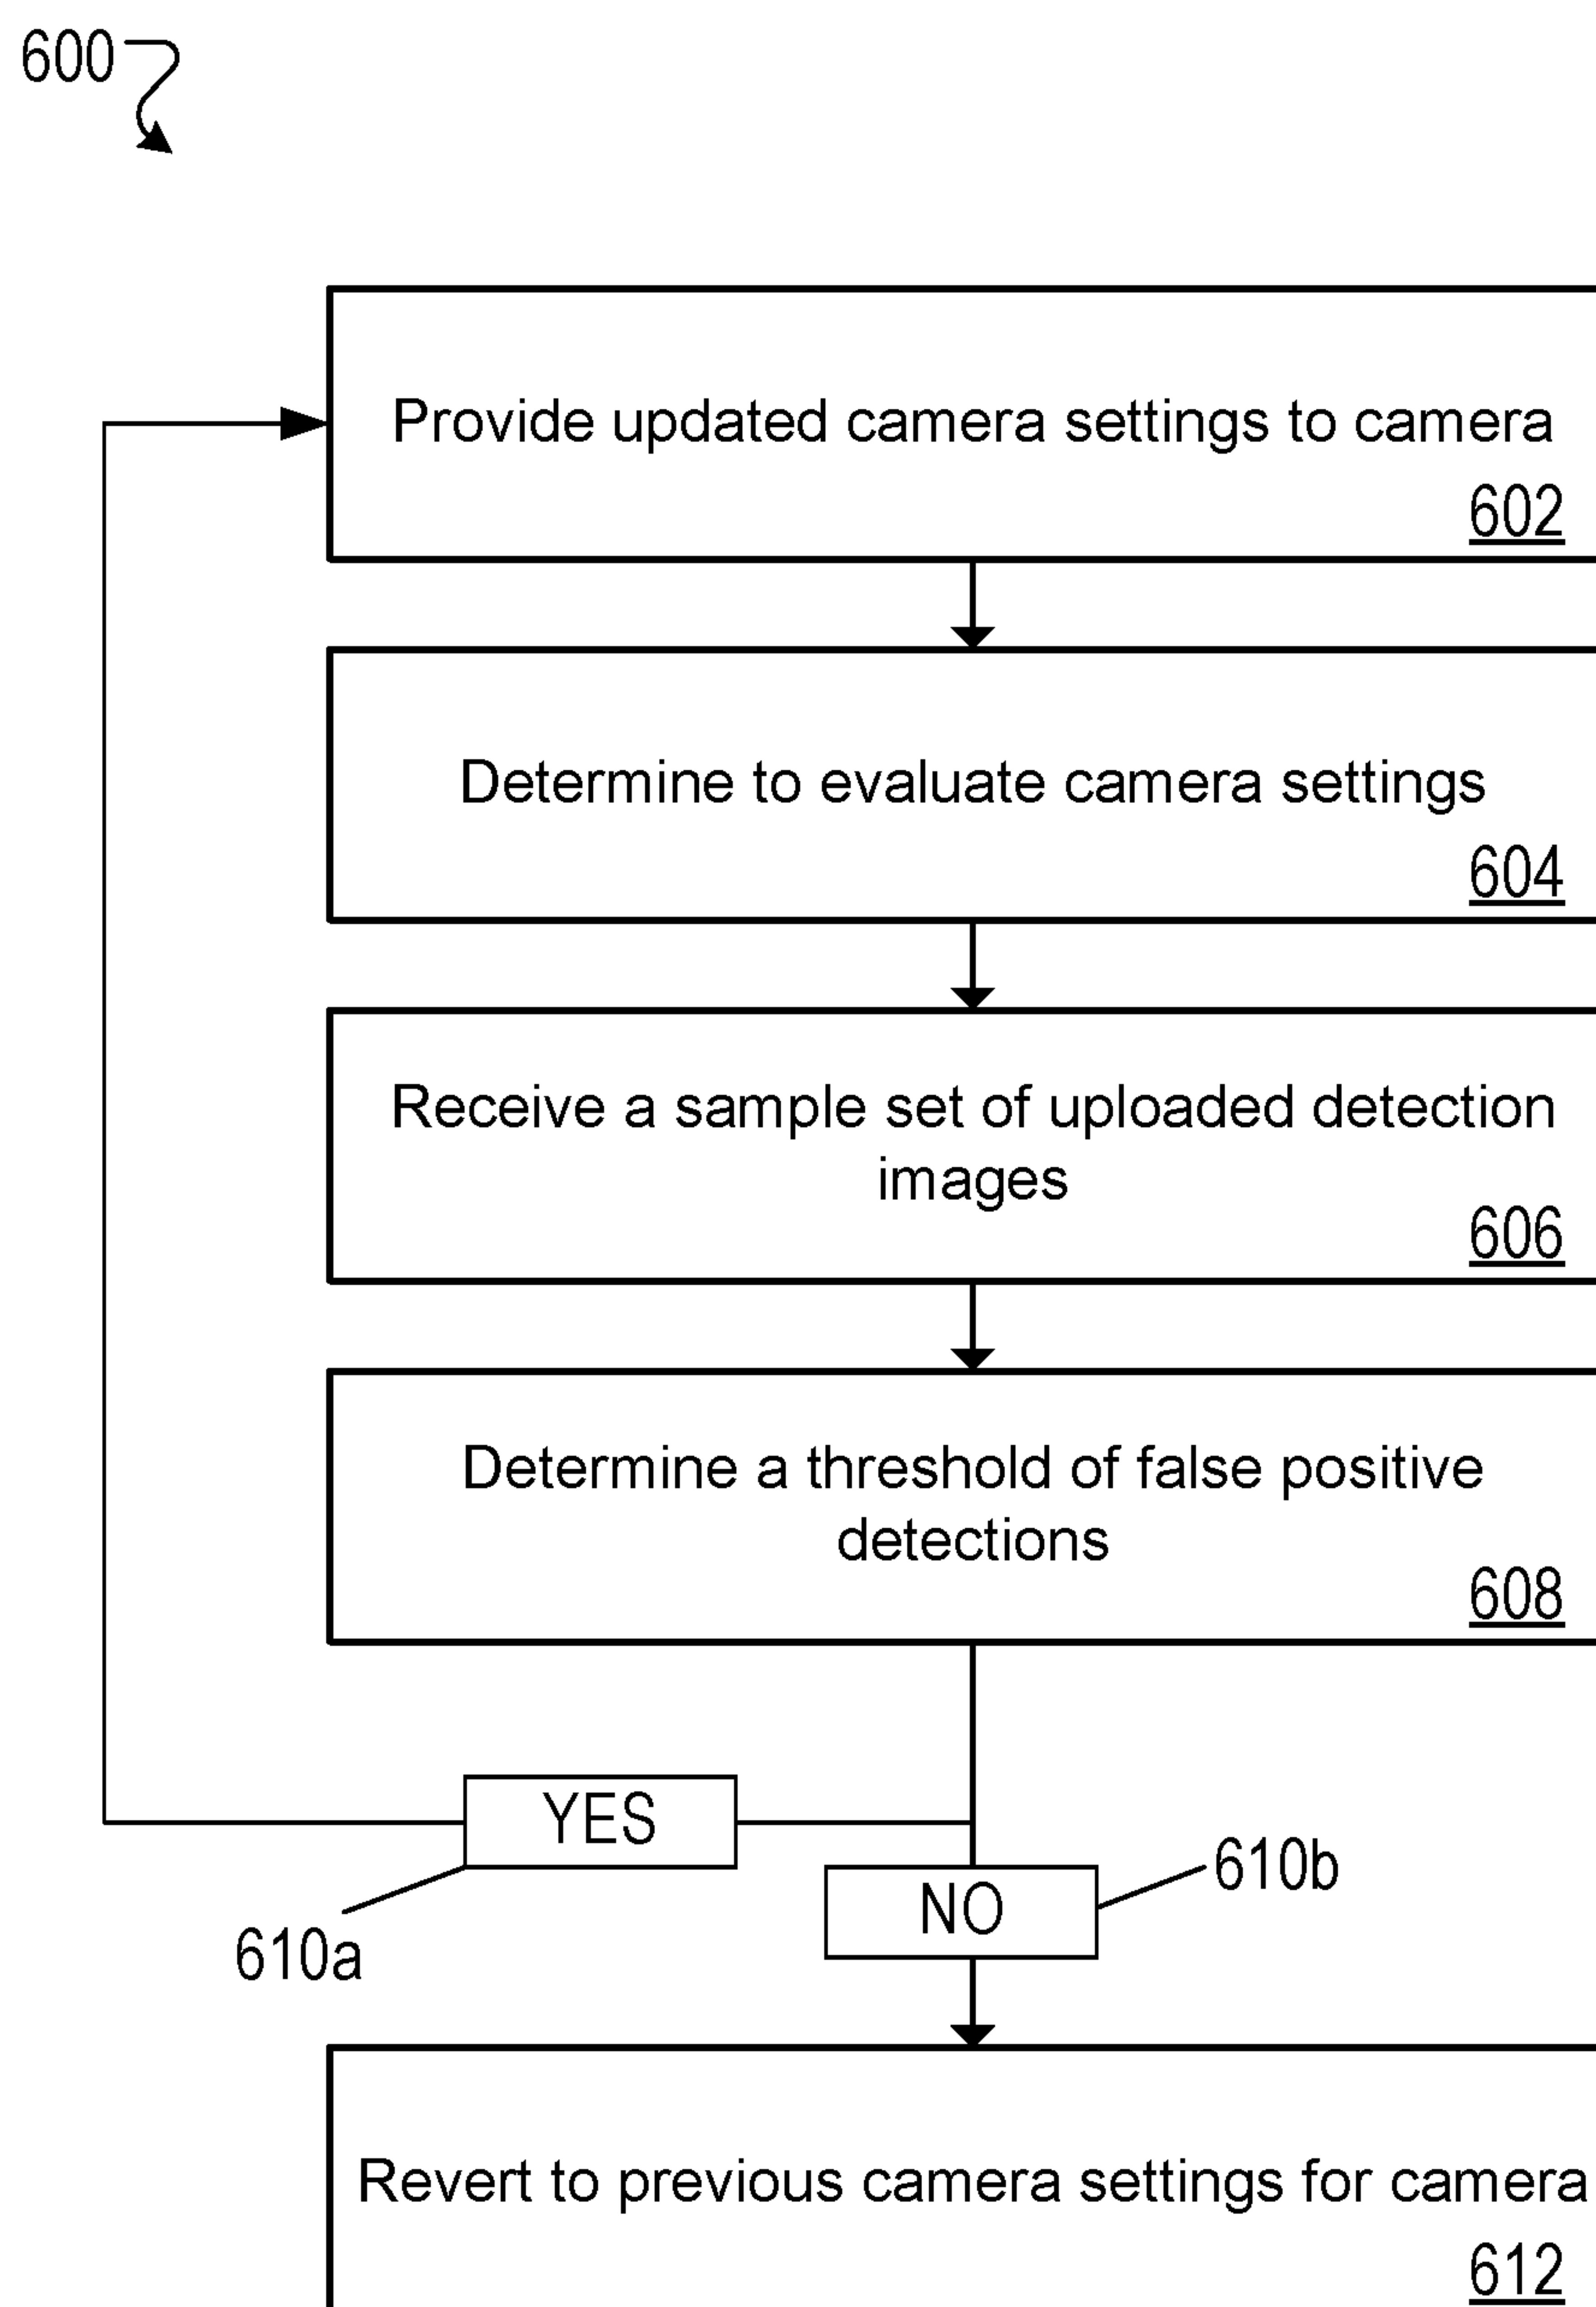 600
Provide updated camera settings to camera
602
Determine to evaluate camera settings
604
Receive a sample set of uploaded detection
images
606
Determine a threshold of false positive
detections
608
YES
610a
NO
610b
Revert to previous camera settings for camera
612